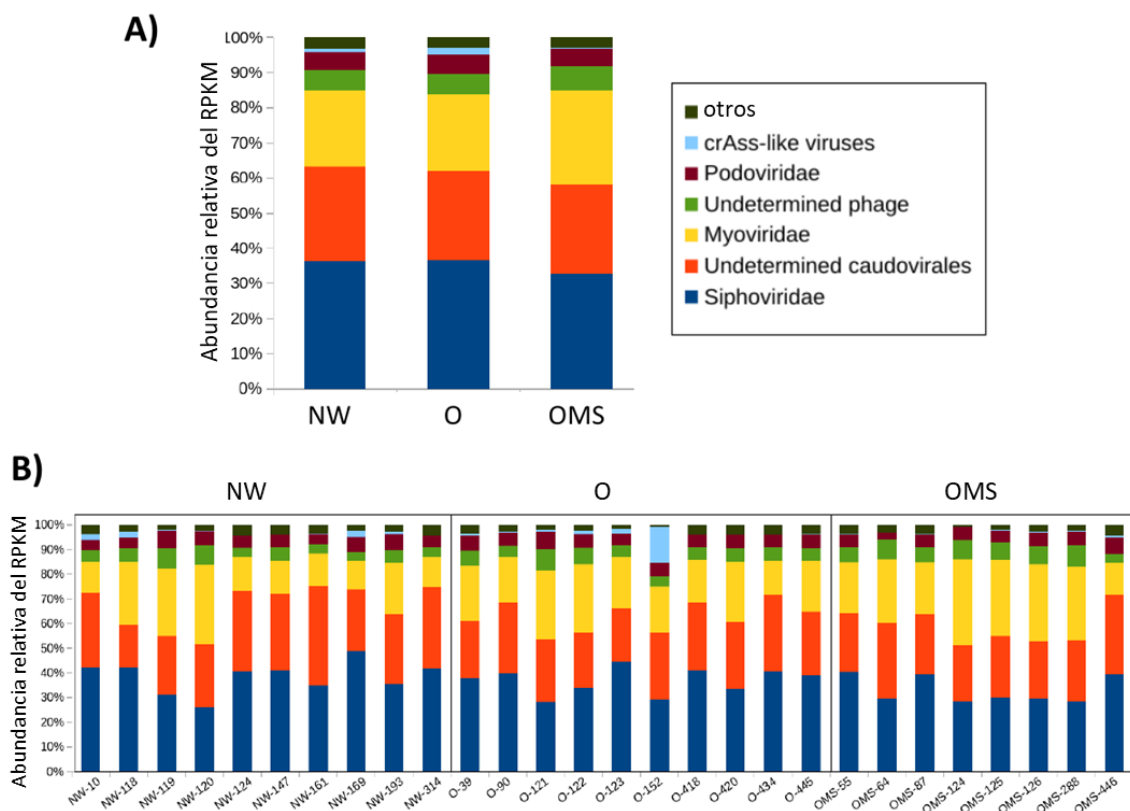 A)
Abundancia relativa del RPKM
100%
90%
80%
70%
60%
50%
40%
30%
20%
10%
0%
NW O OMS
otros
crAss-like viruses
Podoviridae
Undetermined phage
Myoviridae
Undetermined caudovirales
Siphoviridae
B)
NW O OMS
Abundancia relativa del RPKM
100%
90%
80%
70%
60%
50%
40%
30%
20%
10%
0%
NW-10 NW-118 NW-119 NW-120 NW-124 NW-147 NW-161 NW-169 NW-193 NW-314 O-39 O-90 O-121 O-122 O-123 O-152 O-418 O-420 O-434 O-445 OMS-55 OMS-64 OMS-87 OMS-124 OMS-125 OMS-126 OMS-288 OMS-446